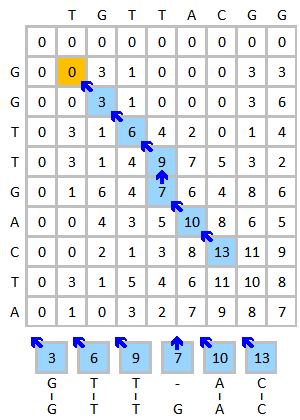 T G T T A C G G
0 0 0 0 0 0 0 0 0
G 0 0 3 1 0 0 0 3 3
G 0 0 3 1 0 0 0 3 6
T 0 3 1 6 4 2 0 1 4
T 0 3 1 4 9 7 5 3 2
G 0 1 6 4 7 6 4 8 6
A 0 0 4 3 5 10 8 6 5
C 0 0 2 1 3 8 13 11 9
T 0 3 1 5 4 6 11 10 8
A 0 1 0 3 2 7 9 8 7
3 6 9 7 10 13
G T T - A C
G T T G A C